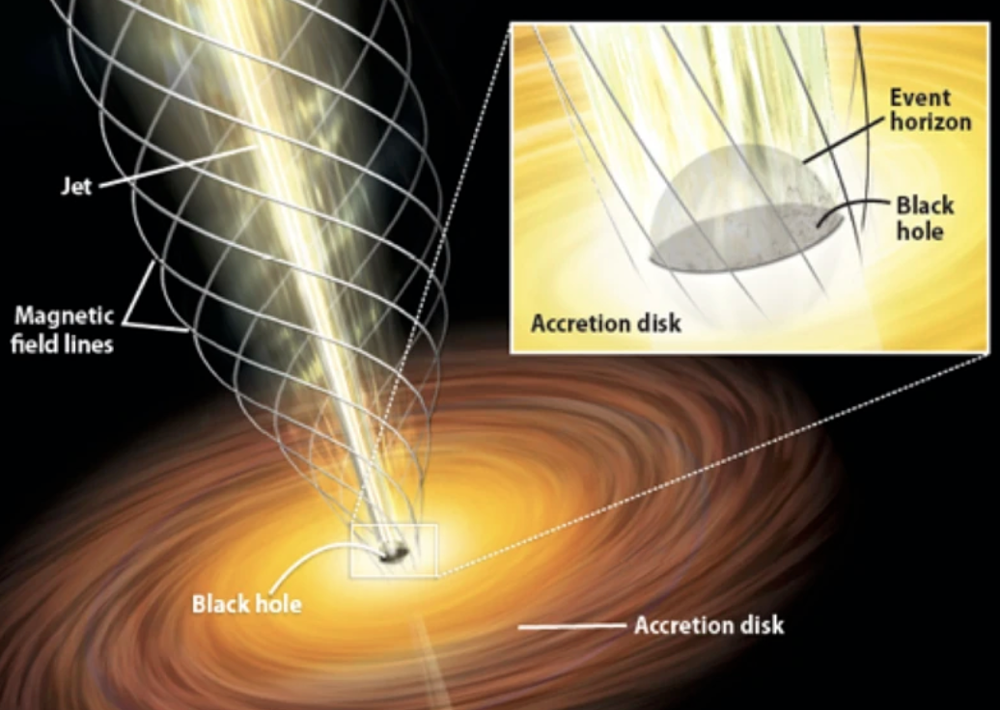 Event
horizon
Jet
Black
hole
Magnetic
field lines
Accretion disk
Black hole
Accretion disk